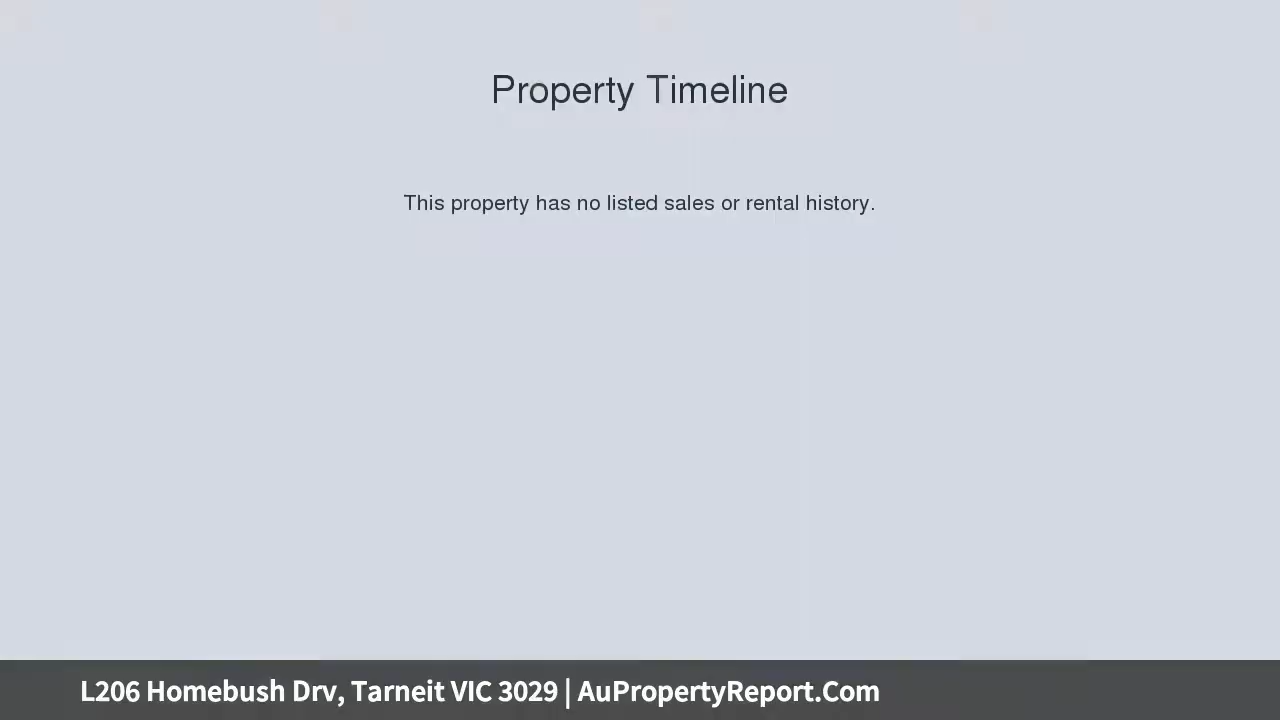 Property Timeline
This property has no listed sales or rental history.
L206 Homebush Drv, Tarneit VIC 3029 | AuPropertyReport.Com